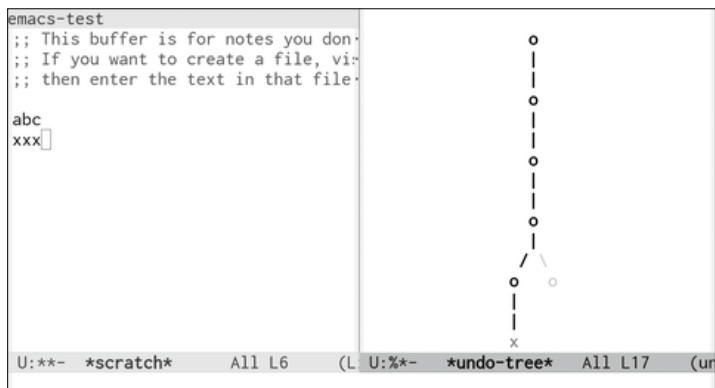 emacs-test
;; This buffer is for notes you don
;; If you want to create a file, vi
;; then enter the text in that file
abc
xxx
U:**-  *scratch*      All L6      (L
o
|
|
o
|
|
o
|
|
o
|
/ \
o   o
|
|
x
U:%*-  *undo-tree*   All L17     (un